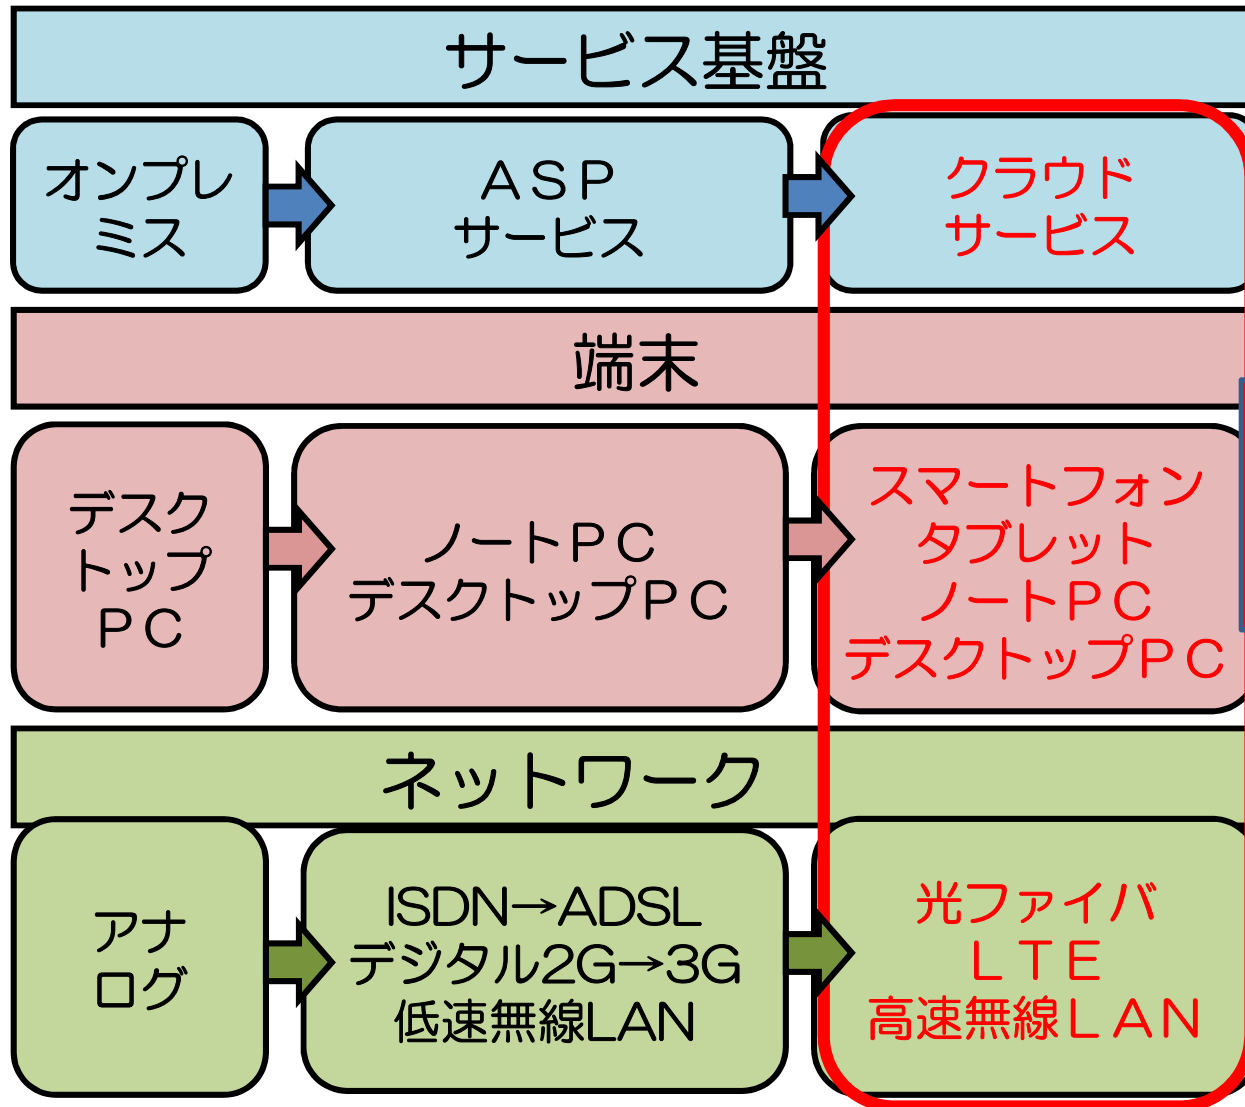 サービス基盤
オンプレ
ミス
ＡＳＰ
サービス
クラウド
サービス
端末
デスク
トップ
ＰＣ
ノートＰＣ
デスクトップＰＣ
スマートフォン
タブレット
ノートＰＣ
デスクトップＰＣ
ネットワーク
アナ
ログ
ISDN→ADSL
デジタル2G→3G
低速無線LAN
光ファイバ
ＬＴＥ
高速無線ＬＡＮ